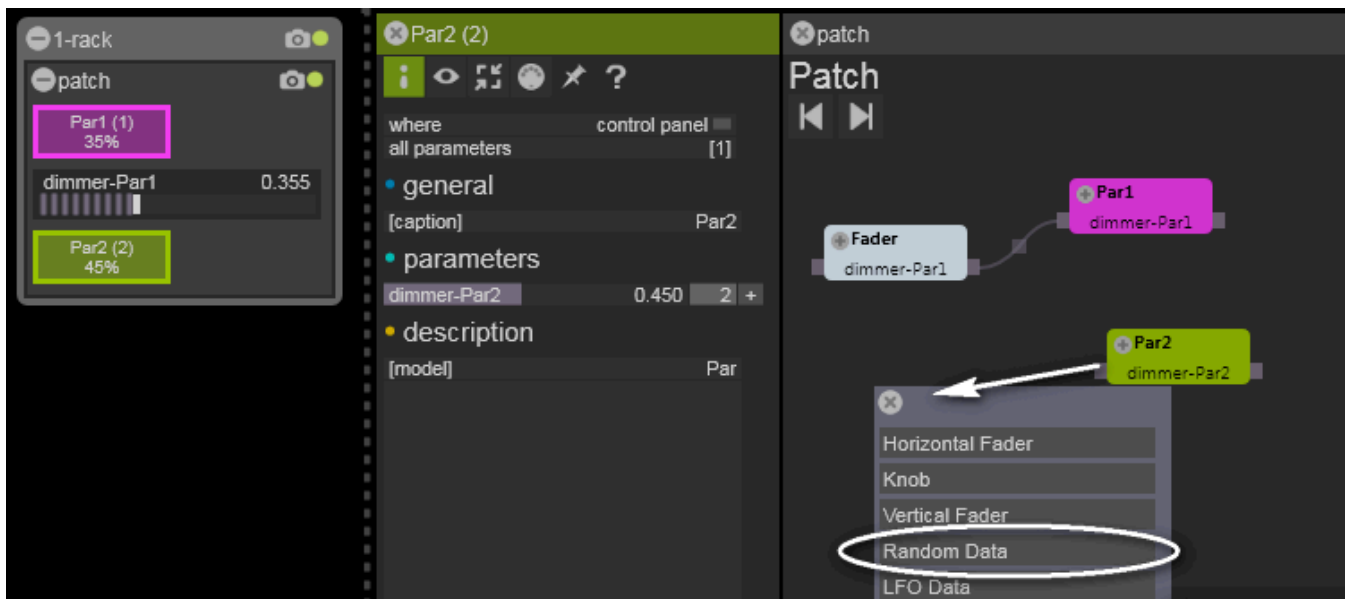 1-rack
patch
Par1 (1)
35%
dimmer-Par1 0.355
Par2 (2)
45%
Par2 (2)
i ?
where control panel
all parameters [1]
general
[caption] Par2
parameters
dimmer-Par2 0.450 2 +
description
[model] Par
patch
Patch
Par1
dimmer-Par1
Fader
dimmer-Par1
Par2
dimmer-Par2
Horizontal Fader
Knob
Vertical Fader
Random Data
LFO Data